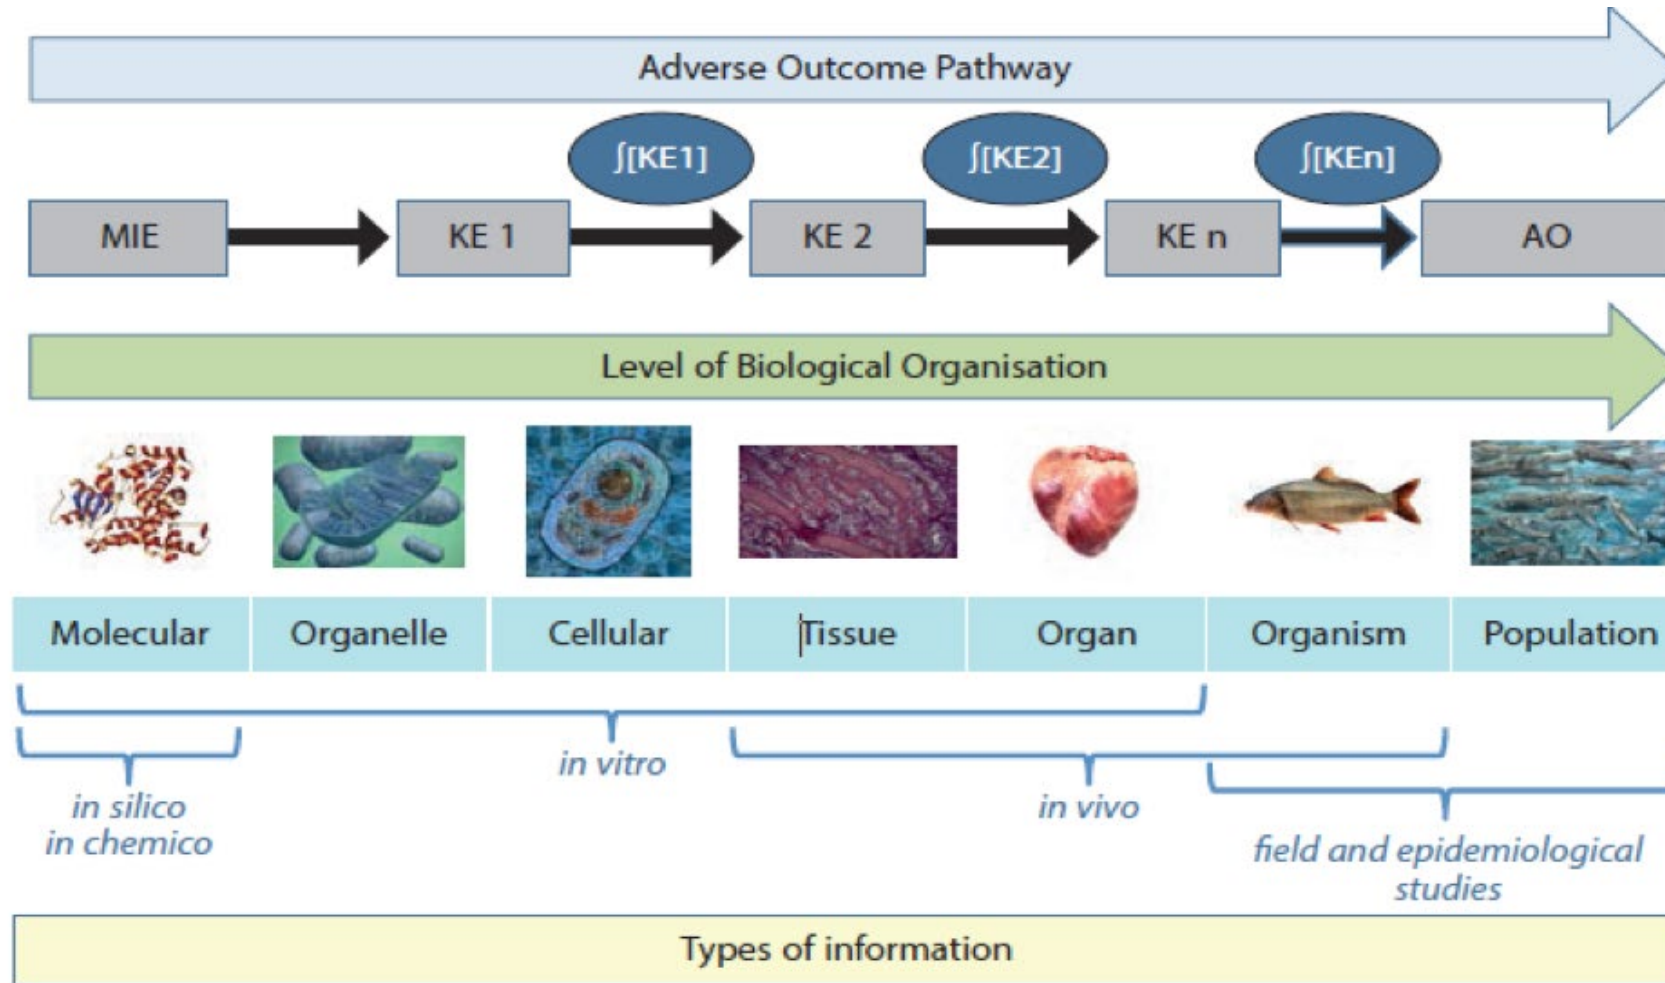 Adverse Outcome Pathway
∫[KE1] ∫[KE2] ∫[KEn]
MIE KE 1 KE 2 KE n AO
Level of Biological Organisation
Molecular Organelle Cellular Tissue Organ Organism Population
in vitro
in silico in vivo
in chemico
field and epidemiological
studies
Types of information